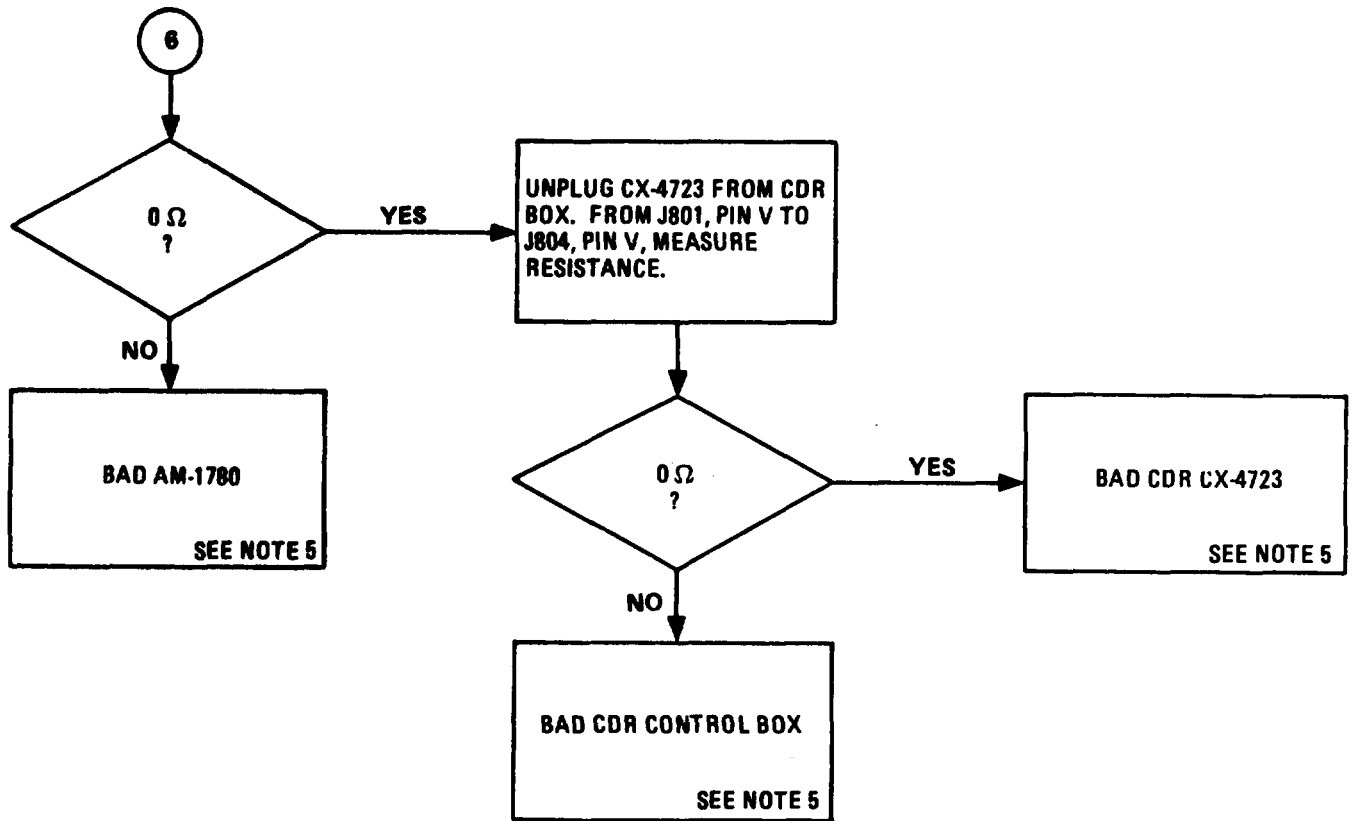 6
0 Ω
?
YES
UNPLUG CX-4723 FROM CDR
BOX. FROM J801, PIN V TO
J804, PIN V, MEASURE
RESISTANCE.
NO
BAD AM-1780
SEE NOTE 5
0 Ω
?
YES
BAD CDR CX-4723
SEE NOTE 5
NO
BAD CDR CONTROL BOX
SEE NOTE 5